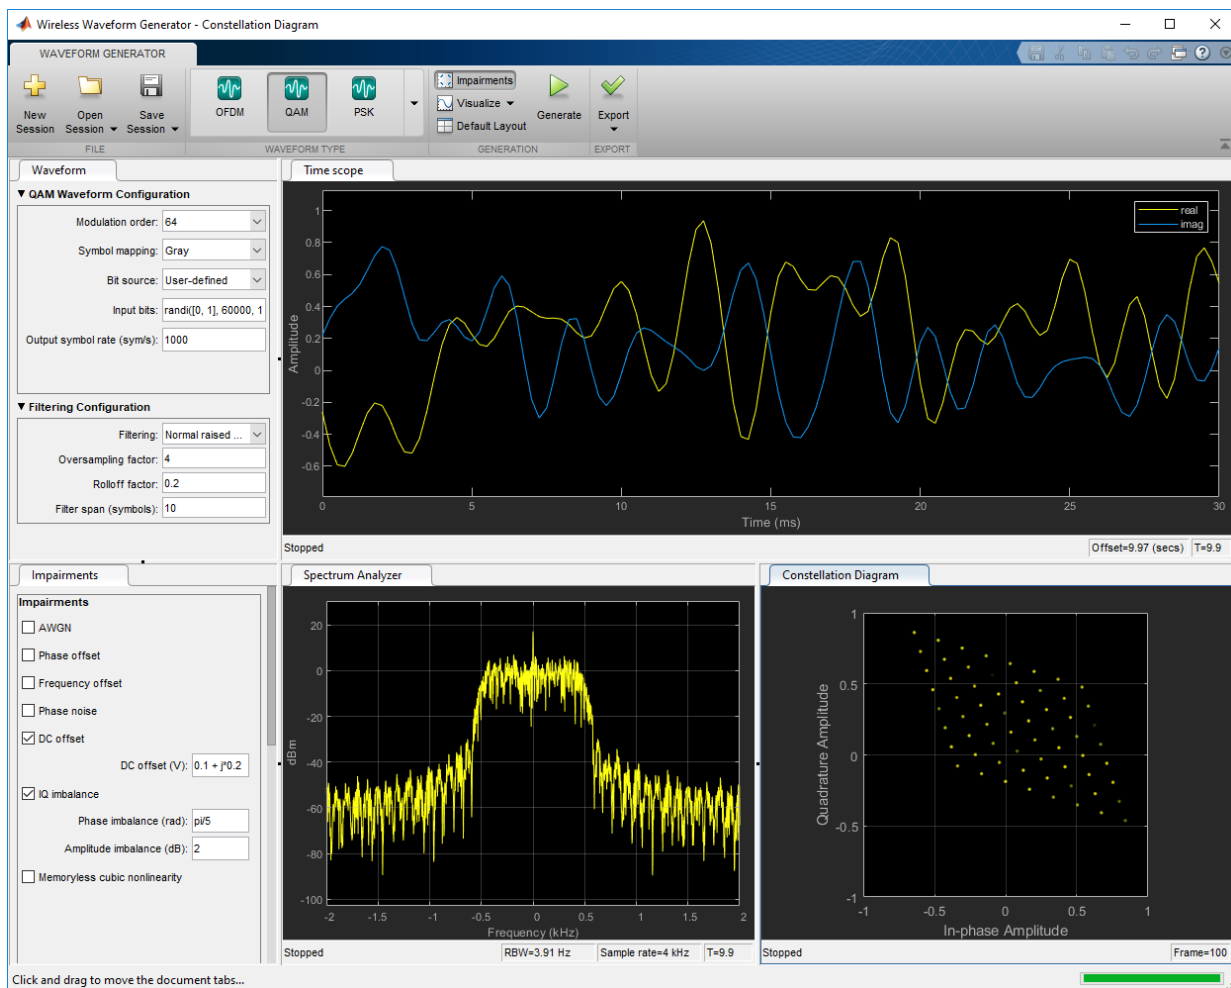 Wireless Waveform Generator - Constellation Diagram
WAVEFORM GENERATOR
New Session
Open Session
Save Session
FILE
OFDM
QAM
PSK
WAVEFORM TYPE
Impairments
Visualize
Default Layout
Generate
GENERATION
Export
EXPORT
Waveform
QAM Waveform Configuration
Modulation order: 64
Symbol mapping: Gray
Bit source: User-defined
Input bits: randi([0, 1], 60000, 1
Output symbol rate (sym/s): 1000
Filtering Configuration
Filtering: Normal raised ...
Oversampling factor: 4
Rolloff factor: 0.2
Filter span (symbols): 10
Time scope
real
imag
1
0.8
0.6
0.4
0.2
0
-0.2
-0.4
-0.6
Amplitude
0 5 10 15 20 25 30
Time (ms)
Stopped
Offset=9.97 (secs) T=9.9
Impairments
Impairments
AWGN
Phase offset
Frequency offset
Phase noise
DC offset
DC offset (V): 0.1 + j*0.2
IQ imbalance
Phase imbalance (rad): pi/5
Amplitude imbalance (dB): 2
Memoryless cubic nonlinearity
Spectrum Analyzer
20
0
-20
-40
-60
-80
-100
dBm
-2 -1.5 -1 -0.5 0 0.5 1 1.5 2
Frequency (kHz)
Stopped
RBW=3.91 Hz Sample rate=4 kHz T=9.9
Constellation Diagram
1
0.5
0
-0.5
-1
Quadrature Amplitude
-1 -0.5 0 0.5 1
In-phase Amplitude
Stopped
Frame=100
Click and drag to move the document tabs...